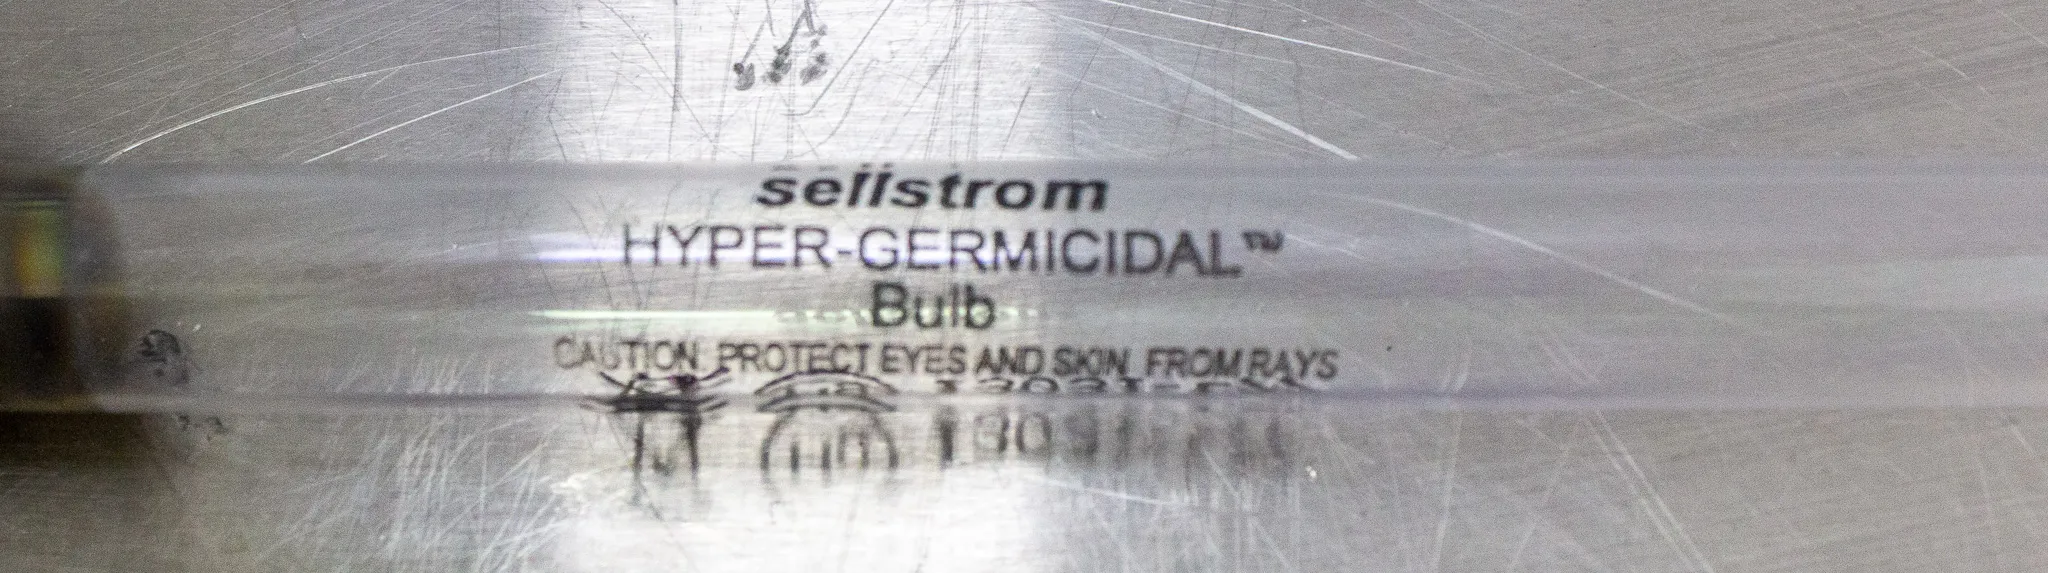 sellstrom
HYPER-GERMICIDAL™
Bulb
CAUTION PROTECT EYES AND SKIN FROM RAYS